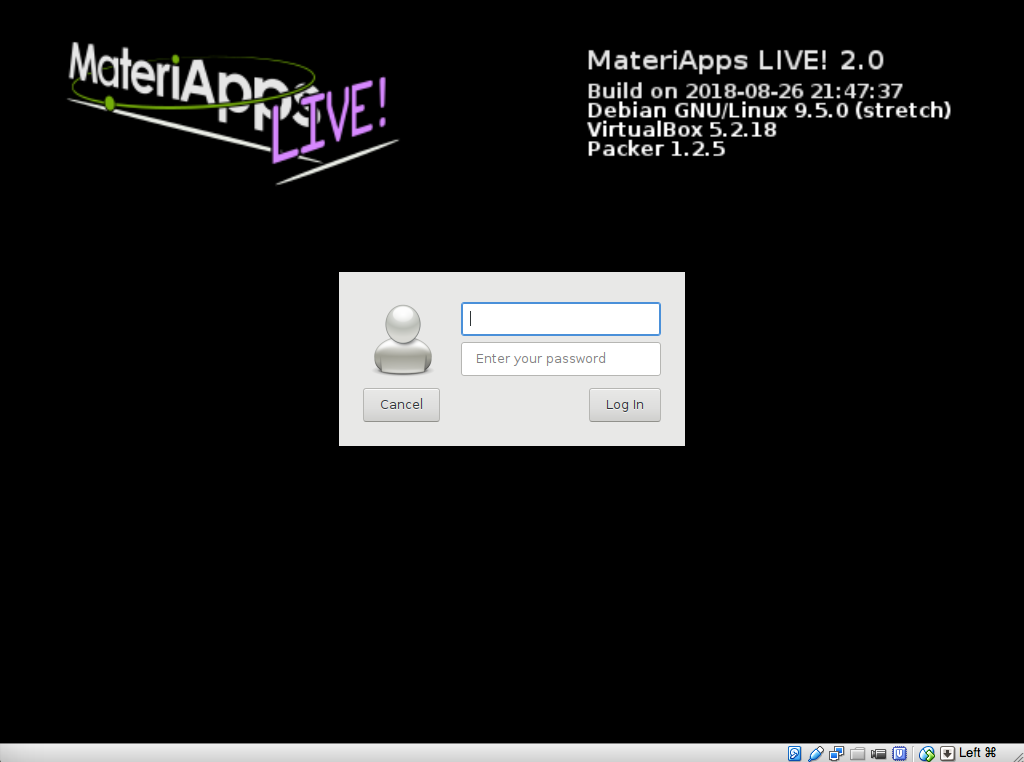 MateriApps
LIVE!
MateriApps LIVE! 2.0
Build on 2018-08-26 21:47:37
Debian GNU/Linux 9.5.0 (stretch)
VirtualBox 5.2.18
Packer 1.2.5
Enter your password
Cancel
Log In
Left ⌘